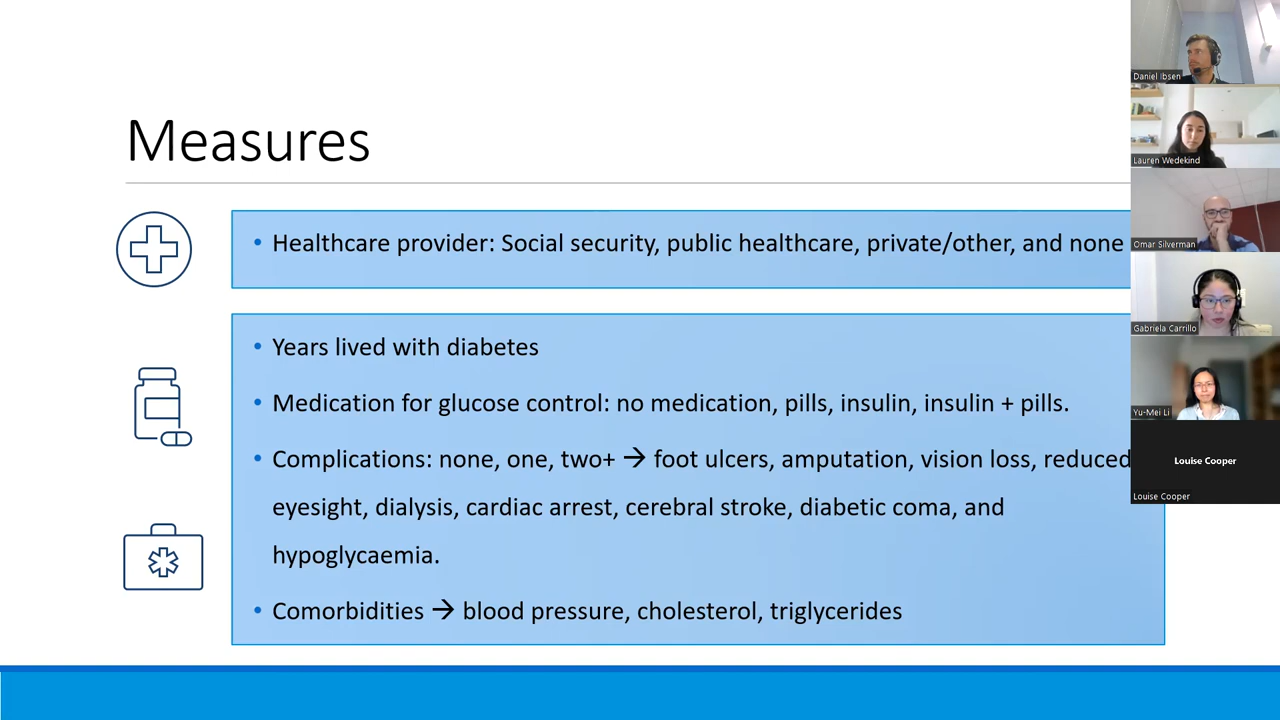 Measures
• Healthcare provider: Social security, public healthcare, private/other, and none
• Years lived with diabetes
• Medication for glucose control: no medication, pills, insulin, insulin + pills.
• Complications: none, one, two+ → foot ulcers, amputation, vision loss, reduced
eyesight, dialysis, cardiac arrest, cerebral stroke, diabetic coma, and
hypoglycaemia.
• Comorbidities → blood pressure, cholesterol, triglycerides
Daniel Ibsen
Lauren Wedekind
Omar Silverman
Gabriela Carrillo
Yu-Mei Li
Louise Cooper
Louise Cooper